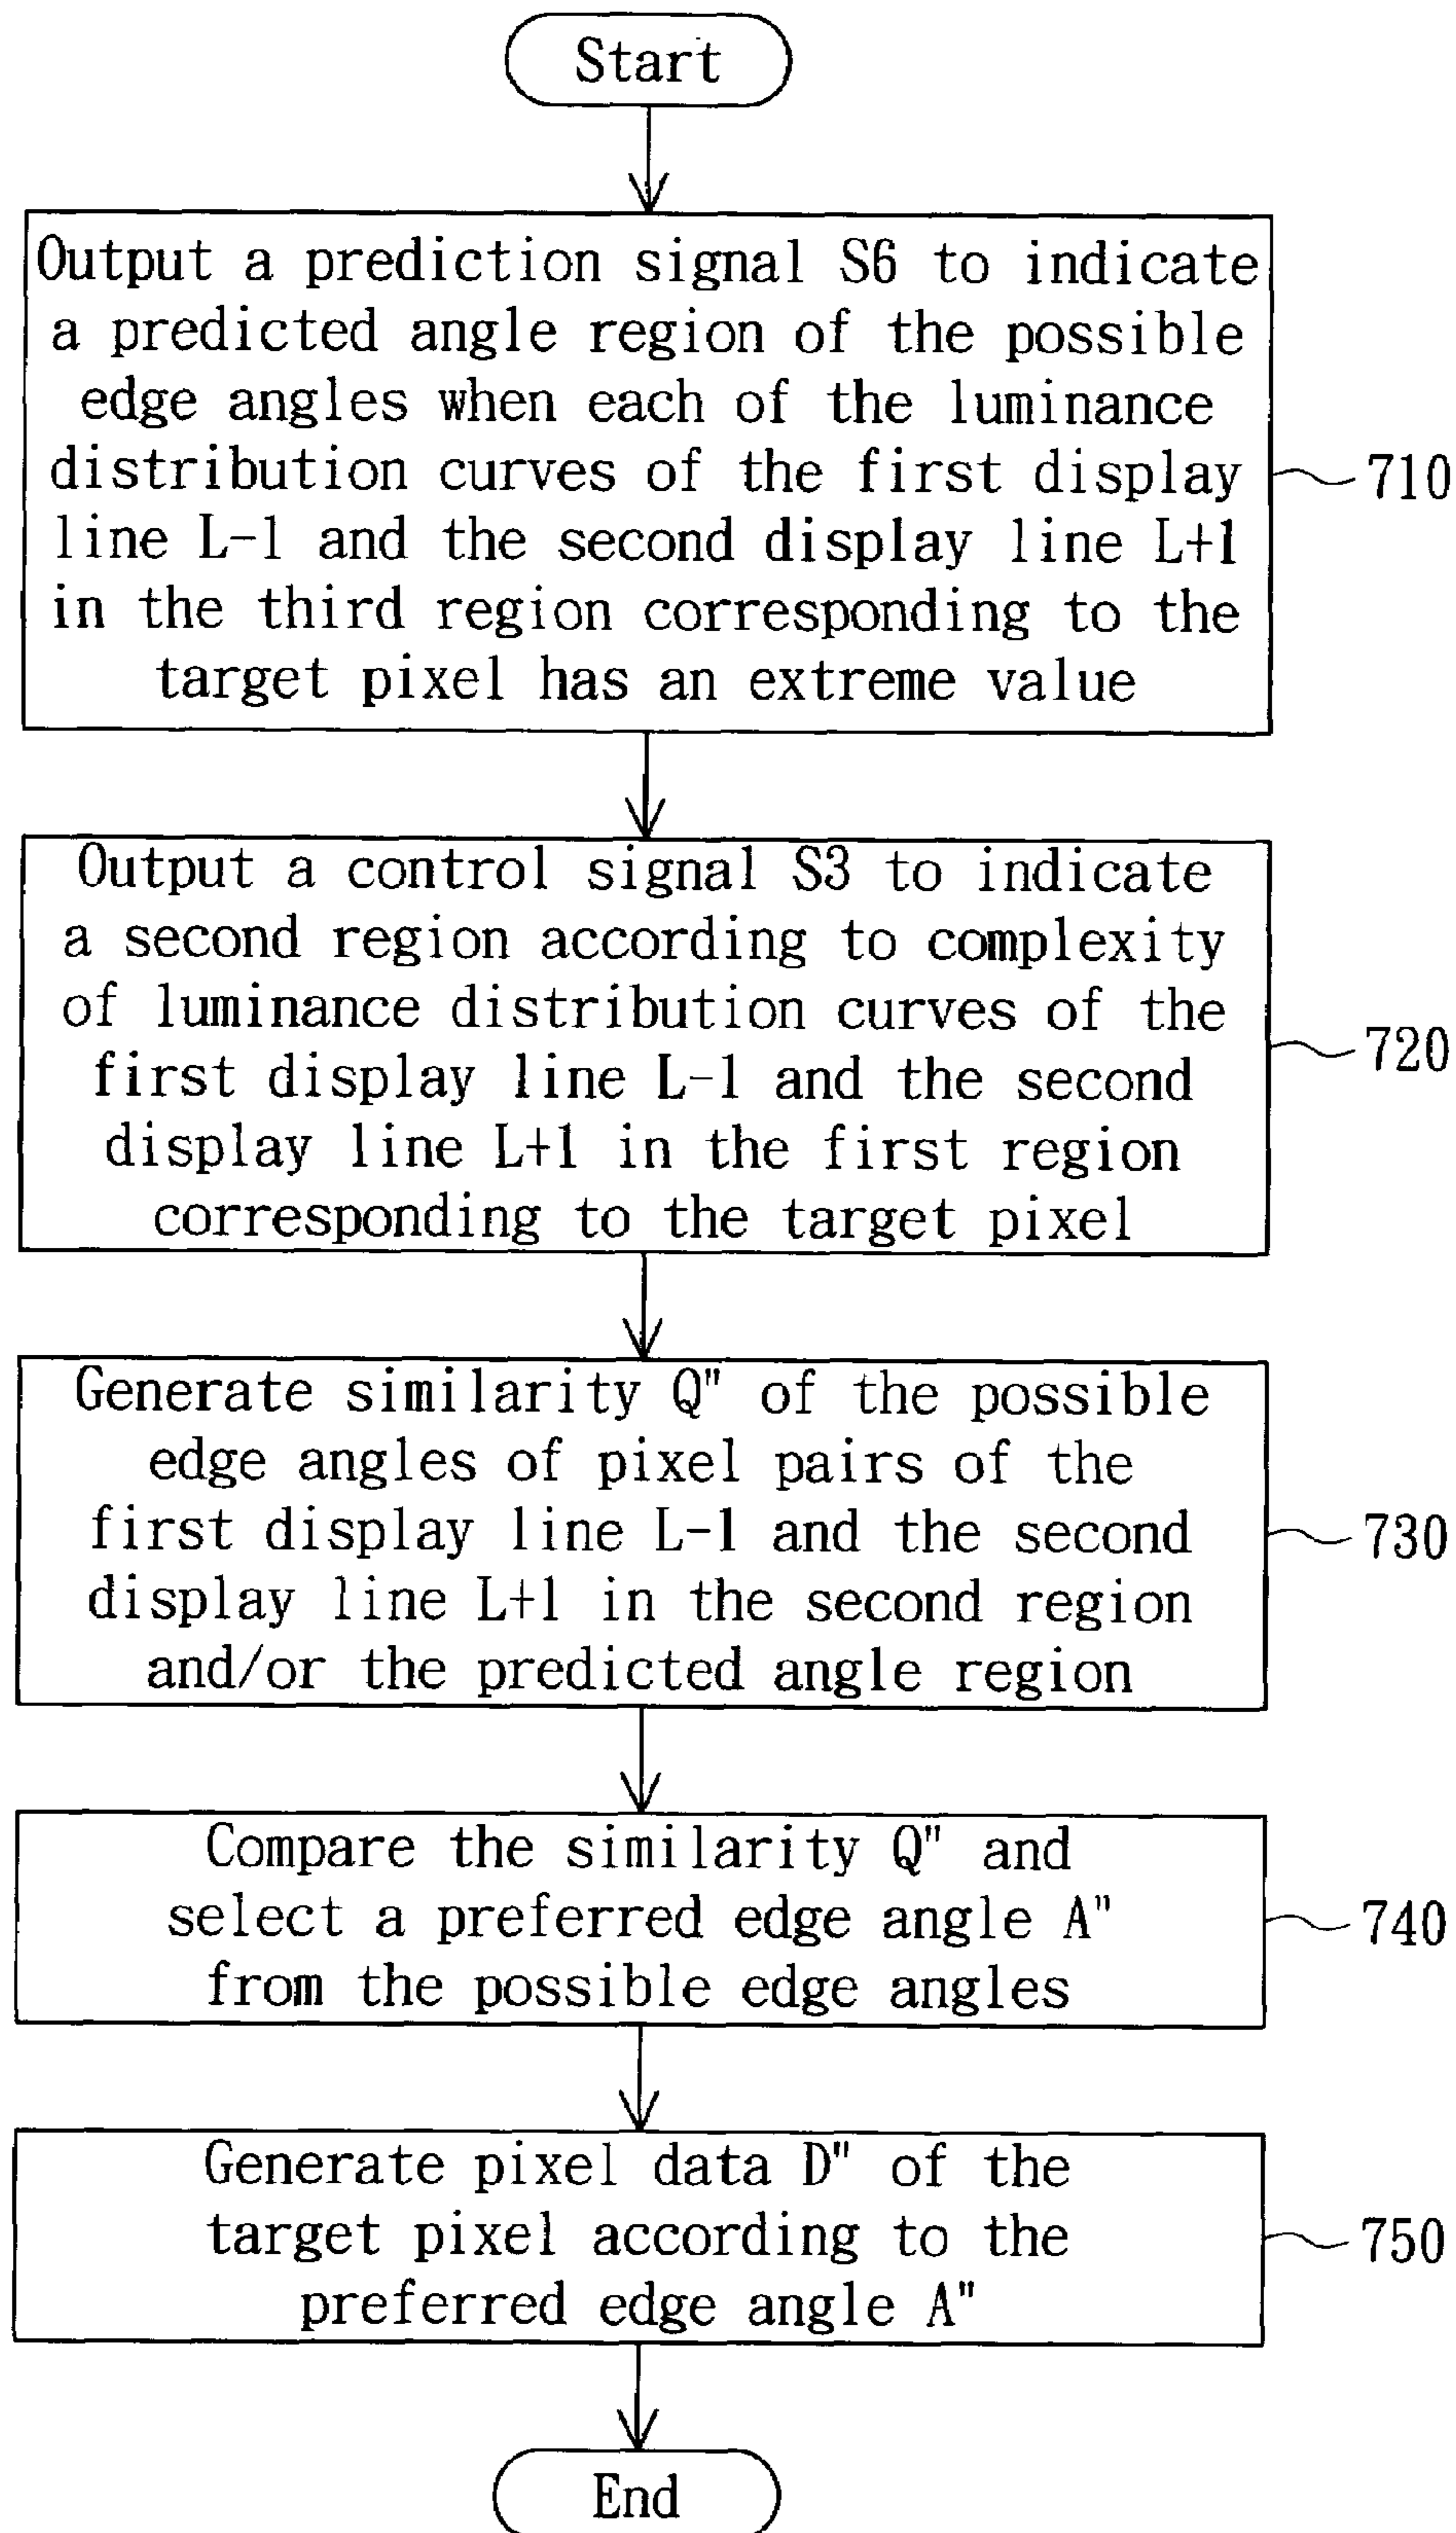 Start
Output a prediction signal S6 to indicate
a predicted angle region of the possible
edge angles when each of the luminance
distribution curves of the first display
line L-1 and the second display line L+1
in the third region corresponding to the
target pixel has an extreme value
710
Output a control signal S3 to indicate
a second region according to complexity
of luminance distribution curves of the
first display line L-1 and the second
display line L+1 in the first region
corresponding to the target pixel
720
Generate similarity Q" of the possible
edge angles of pixel pairs of the
first display line L-1 and the second
display line L+1 in the second region
and/or the predicted angle region
730
Compare the similarity Q" and
select a preferred edge angle A"
from the possible edge angles
740
Generate pixel data D" of the
target pixel according to the
preferred edge angle A"
750
End